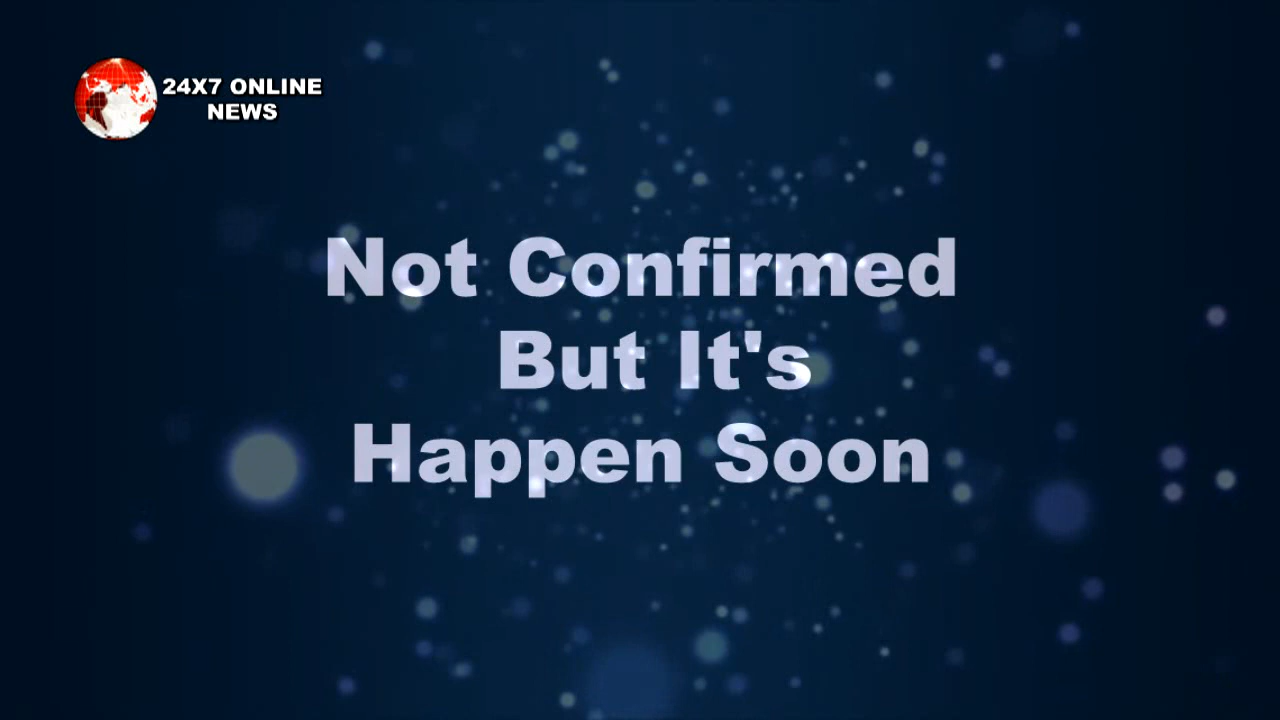 24X7 ONLINE
NEWS
Not Confirmed
But It's
Happen Soon